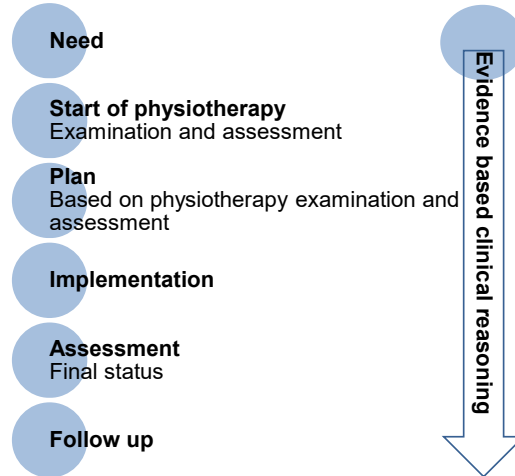 Need
Start of physiotherapy
Examination and assessment
Plan
Based on physiotherapy examination and
assessment
Implementation
Assessment
Final status
Follow up
Evidence based clinical reasoning